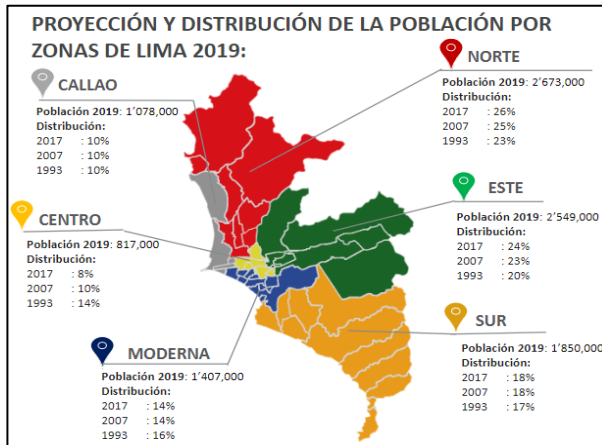 PROYECCIÓN Y DISTRIBUCIÓN DE LA POBLACIÓN POR
ZONAS DE LIMA 2019:
CALLAO
Población 2019: 1´078,000
Distribución:
2017 : 10%
2007 : 10%
1993 : 10%
NORTE
Población 2019: 2´673,000
Distribución:
2017 : 26%
2007 : 25%
1993 : 23%
CENTRO
Población 2019: 817,000
Distribución:
2017 : 8%
2007 : 10%
1993 : 14%
ESTE
Población 2019: 2´549,000
Distribución:
2017 : 24%
2007 : 23%
1993 : 20%
MODERNA
Población 2019: 1´407,000
Distribución:
2017 : 14%
2007 : 14%
1993 : 16%
SUR
Población 2019: 1´850,000
Distribución:
2017 : 18%
2007 : 18%
1993 : 17%